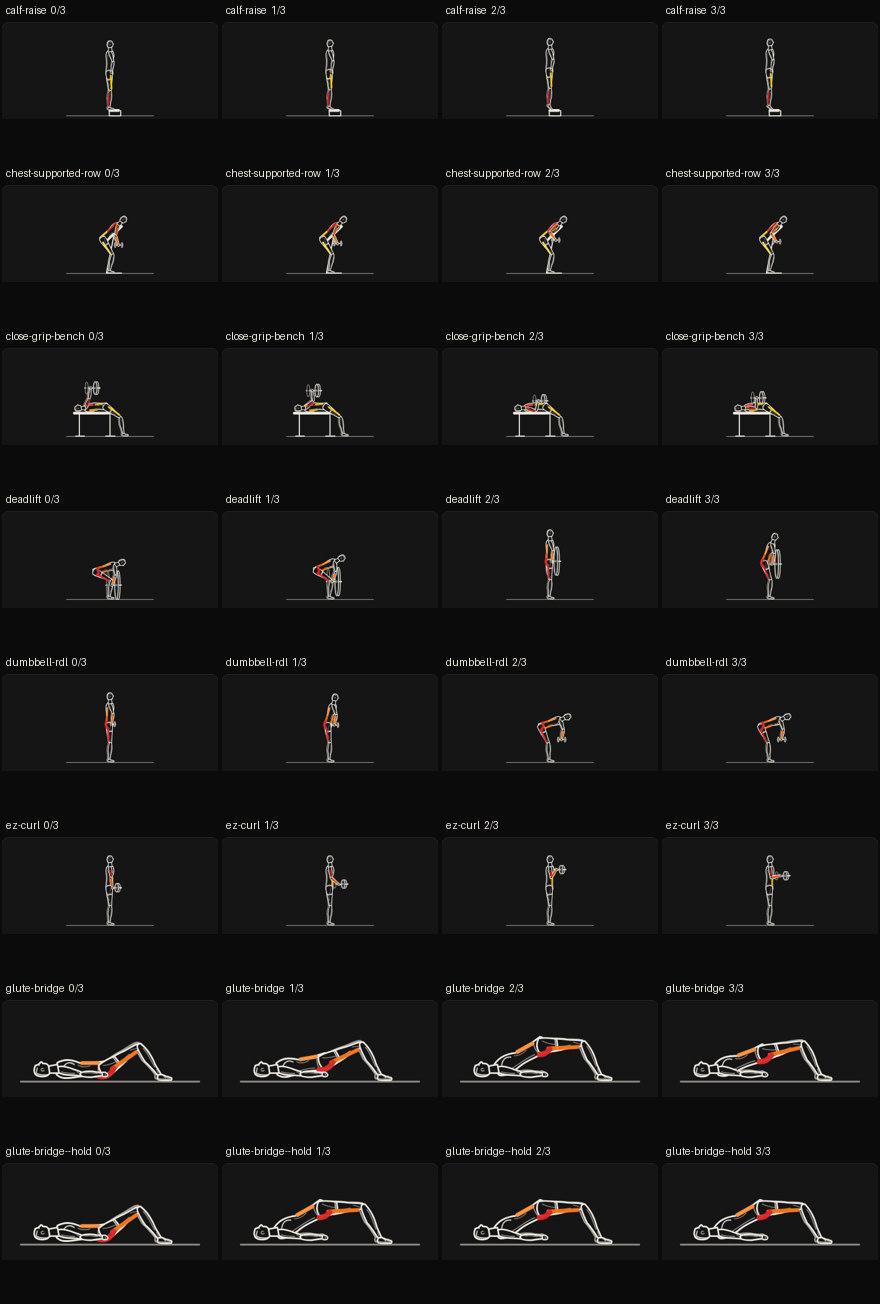 calf-raise 0/3 calf-raise 1/3 calf-raise 2/3 calf-raise 3/3
chest-supported-row 0/3 chest-supported-row 1/3 chest-supported-row 2/3 chest-supported-row 3/3
close-grip-bench 0/3 close-grip-bench 1/3 close-grip-bench 2/3 close-grip-bench 3/3
deadlift 0/3 deadlift 1/3 deadlift 2/3 deadlift 3/3
dumbbell-rdl 0/3 dumbbell-rdl 1/3 dumbbell-rdl 2/3 dumbbell-rdl 3/3
ez-curl 0/3 ez-curl 1/3 ez-curl 2/3 ez-curl 3/3
glute-bridge 0/3 glute-bridge 1/3 glute-bridge 2/3 glute-bridge 3/3
glute-bridge--hold 0/3 glute-bridge--hold 1/3 glute-bridge--hold 2/3 glute-bridge--hold 3/3